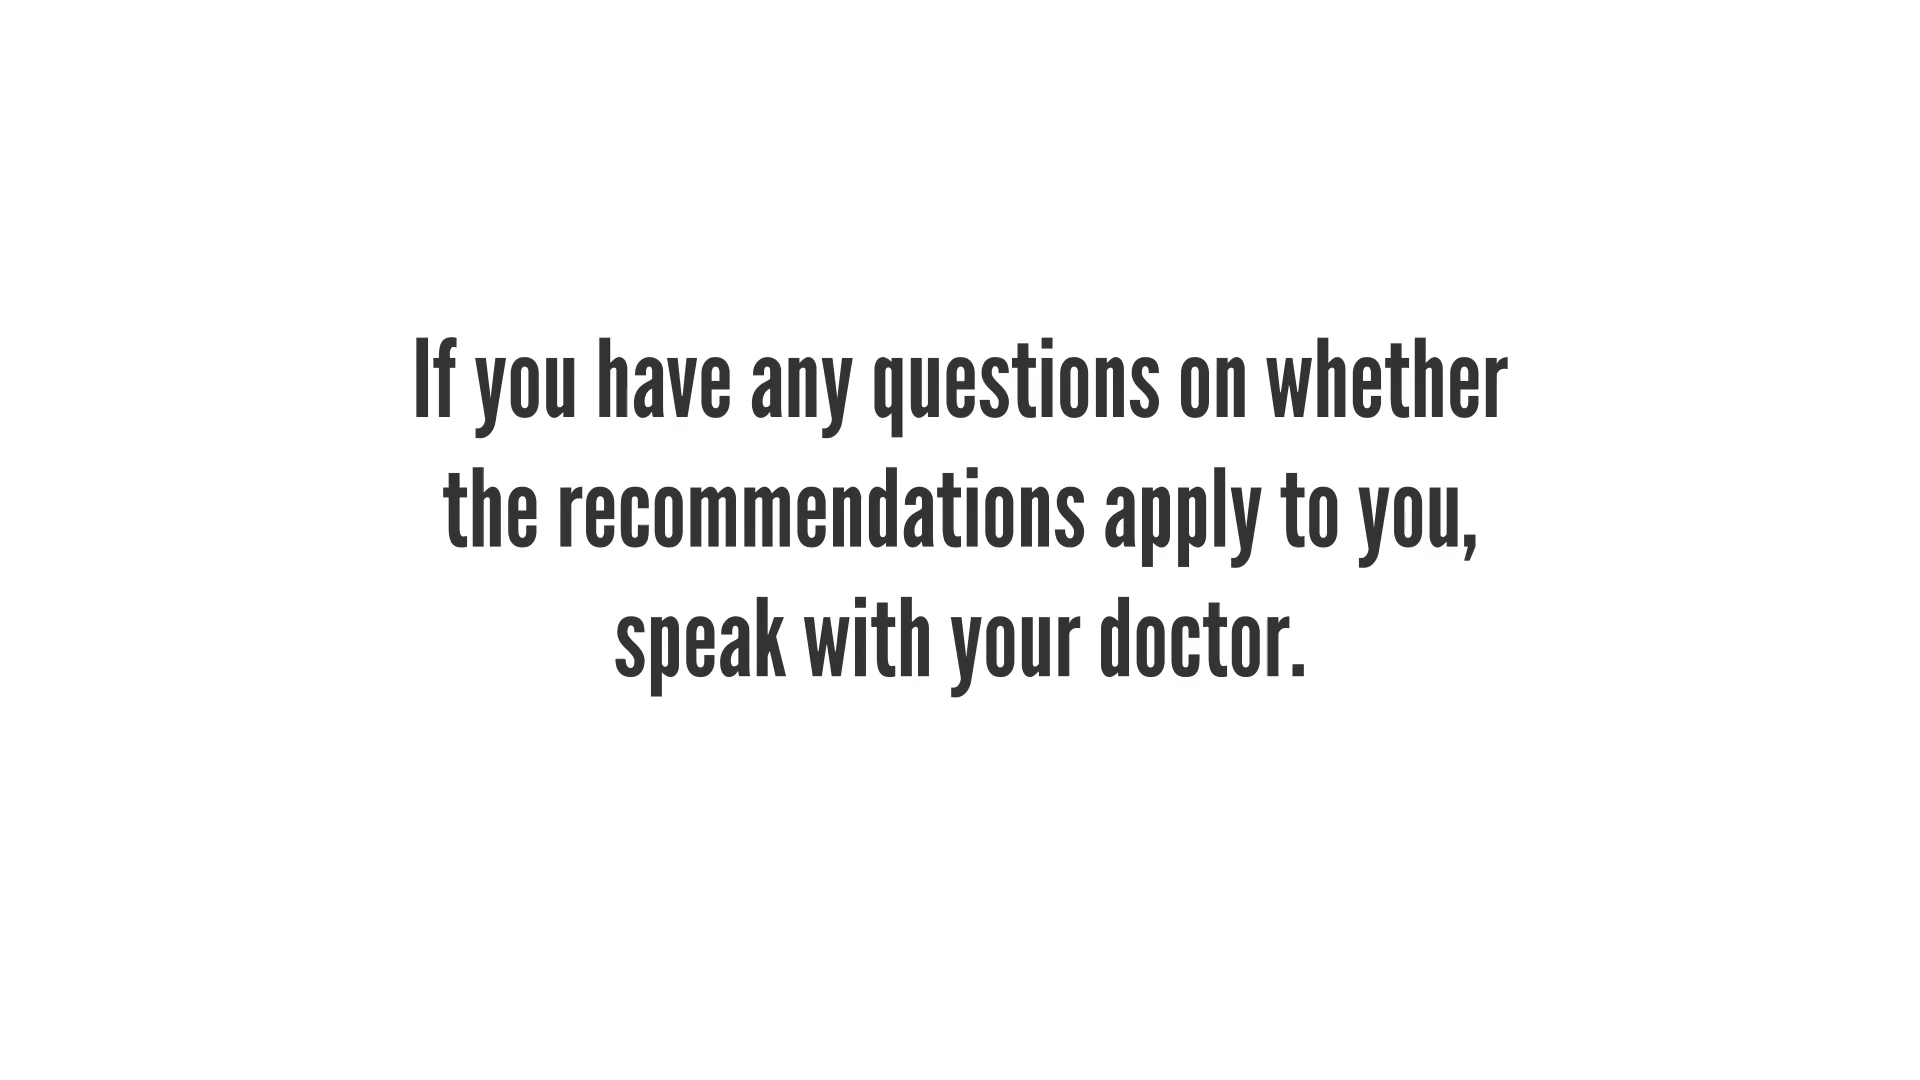 If you have any questions on whether
the recommendations apply to you,
speak with your doctor.